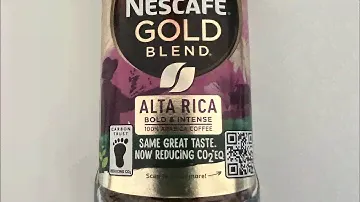 NESCAFÉ
GOLD
BLEND
ALTA RICA
BOLD & INTENSE
100% ARABICA COFFEE
CARBON
TRUST
REDUCING CO₂
SAME GREAT TASTE.
NOW REDUCING CO₂EQ
more!